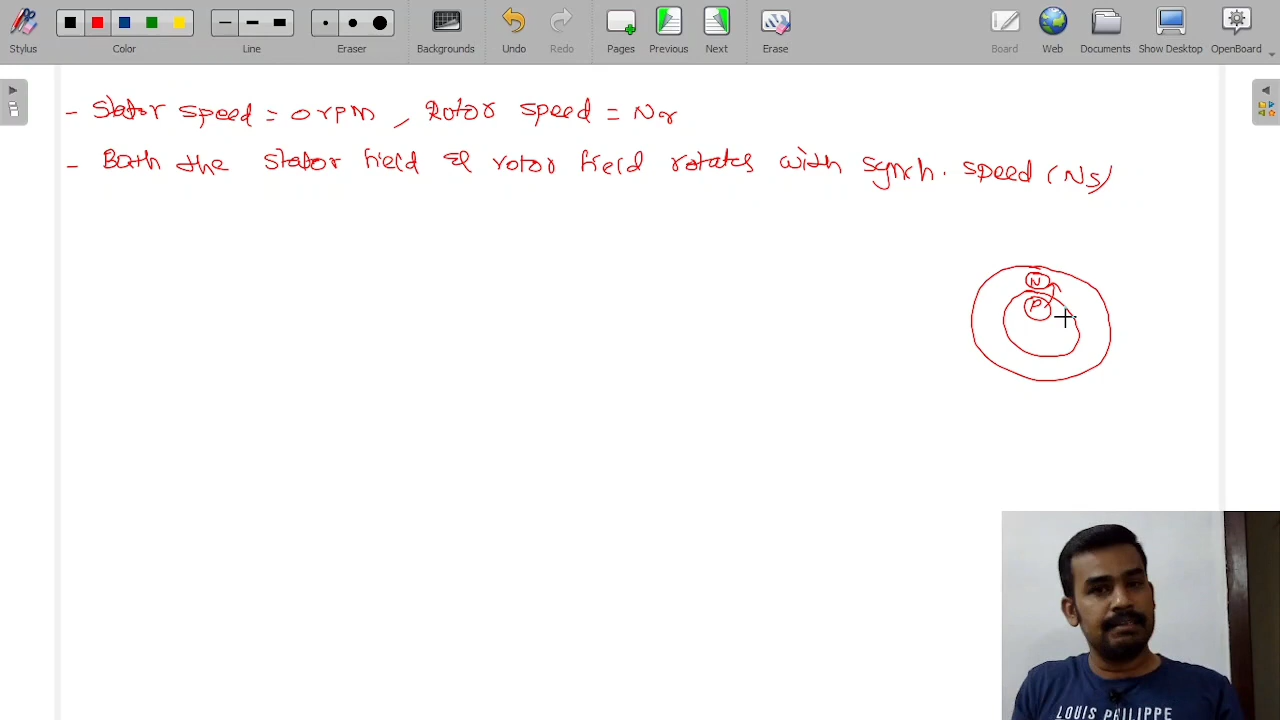 Stylus
Color
Line
Eraser
Backgrounds
Undo
Redo
Pages
Previous
Next
Erase
Board
Web
Documents
Show Desktop
OpenBoard
- Stator speed = 0 rpm, Rotor speed = Nr
- Both the stator field & rotor field rotates with synch. speed (Ns)
N
P
LOUIS PHILIPPE